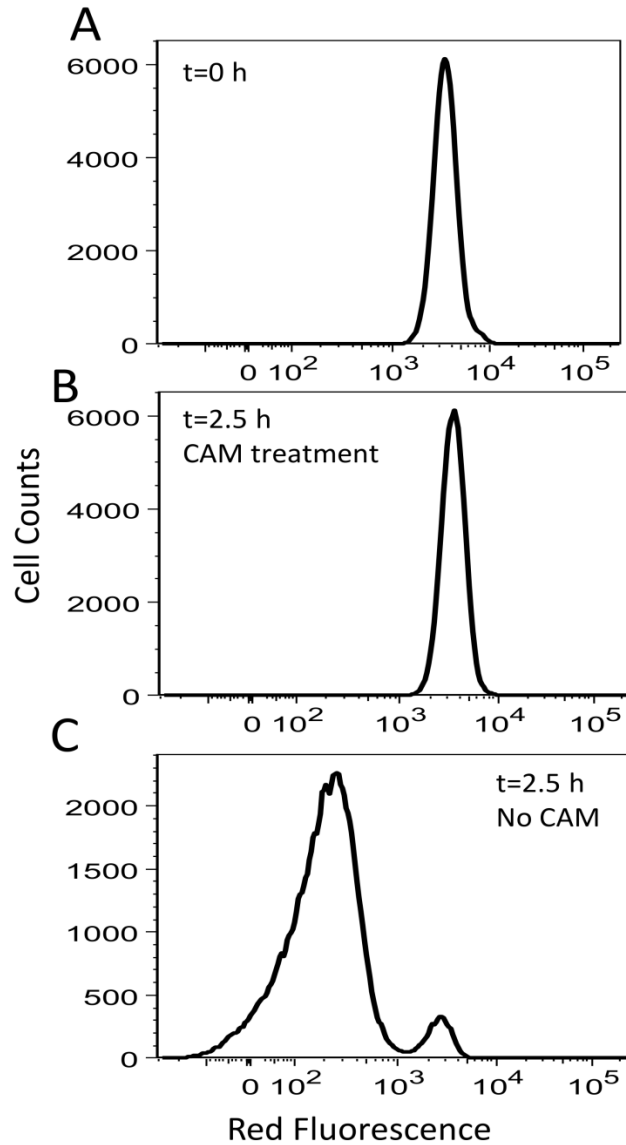 A
t=0 h
6000
4000
2000
0
0 10² 10³ 10⁴ 10⁵
B
t=2.5 h
CAM treatment
6000
4000
2000
0
0 10² 10³ 10⁴ 10⁵
Cell Counts
C
t=2.5 h
No CAM
2000
1500
1000
500
0
0 10² 10³ 10⁴ 10⁵
Red Fluorescence